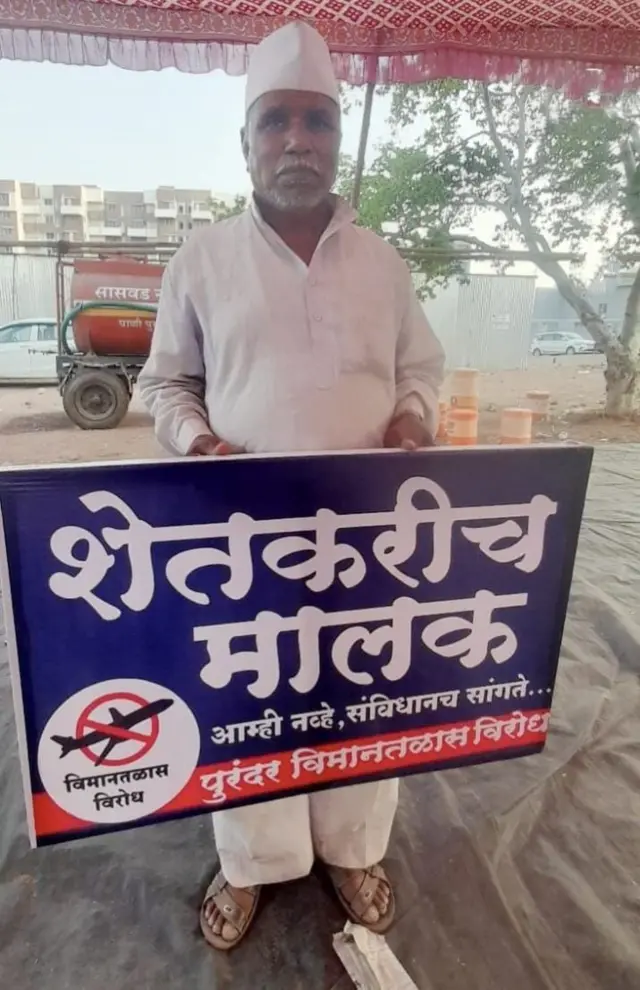 सासवड न
पाणी पु
शेतकरीच
मालक
आम्ही नव्हे,संविधानच सांगते...
पुरंदर विमानतळास विरोध
विमानतळास
विरोध